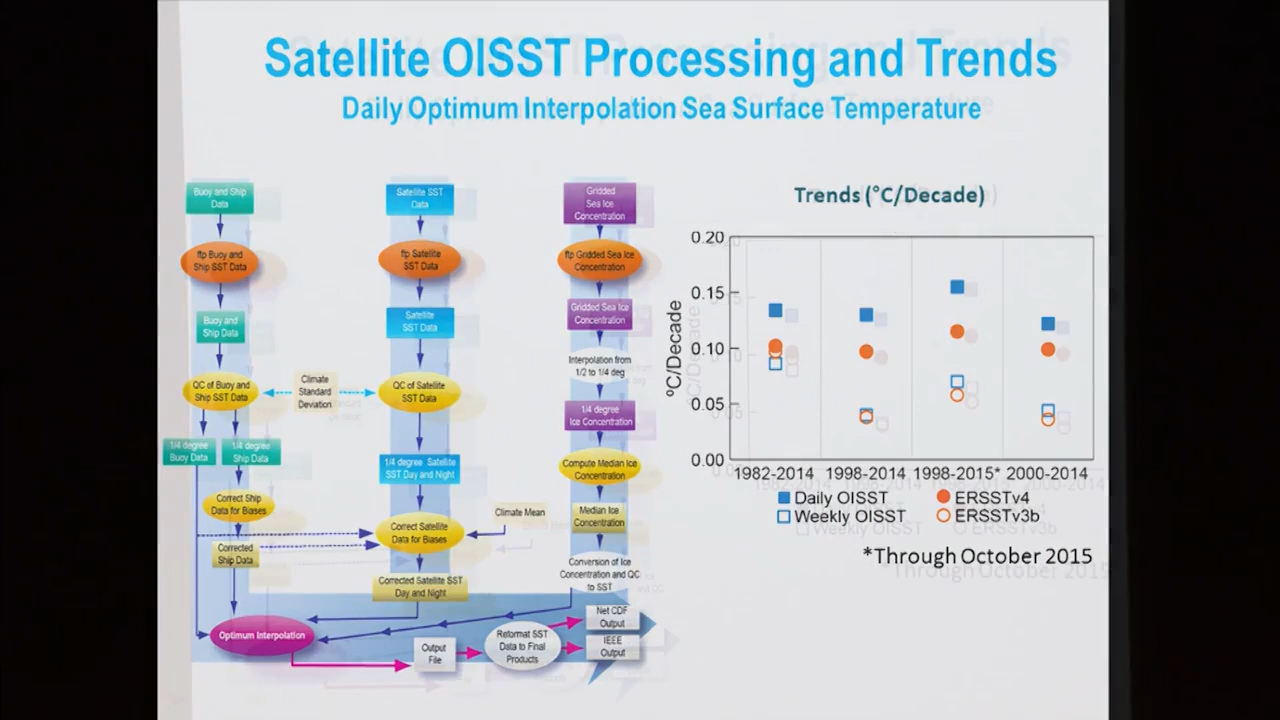 Satellite OISST Processing and Trends
Daily Optimum Interpolation Sea Surface Temperature
Buoy and Ship
Data
ftp Buoy and
Ship SST Data
Buoy and
Ship Data
QC of Buoy and
Ship SST Data
1/4 degree
Buoy Data
1/4 degree
Ship Data
Correct Ship
Data for Biases
Corrected
Ship Data
Optimum Interpolation
Climate
Standard
Deviation
Satellite SST
Data
ftp Satellite
SST Data
Satellite
SST Data
QC of Satellite
SST Data
1/4 degree Satellite
SST Day and Night
Climate Mean
Correct Satellite
Data for Biases
Corrected Satellite SST
Day and Night
Gridded
Sea Ice
Concentration
ftp Gridded Sea Ice
Concentration
Gridded Sea Ice
Concentration
Interpolation from
1/2 to 1/4 deg
1/4 degree
Ice Concentration
Compute Median Ice
Concentration
Median Ice
Concentration
Conversion of Ice
Concentration and QC
to SST
Output
File
Reformat SST
Data to Final
Products
Net CDF
Output
IEEE
Output
Trends (°C/Decade)
ºC/Decade
0.20
0.15
0.10
0.05
0.00
1982-2014 1998-2014 1998-2015* 2000-2014
Daily OISST ERSSTv4
Weekly OISST ERSSTv3b
*Through October 2015